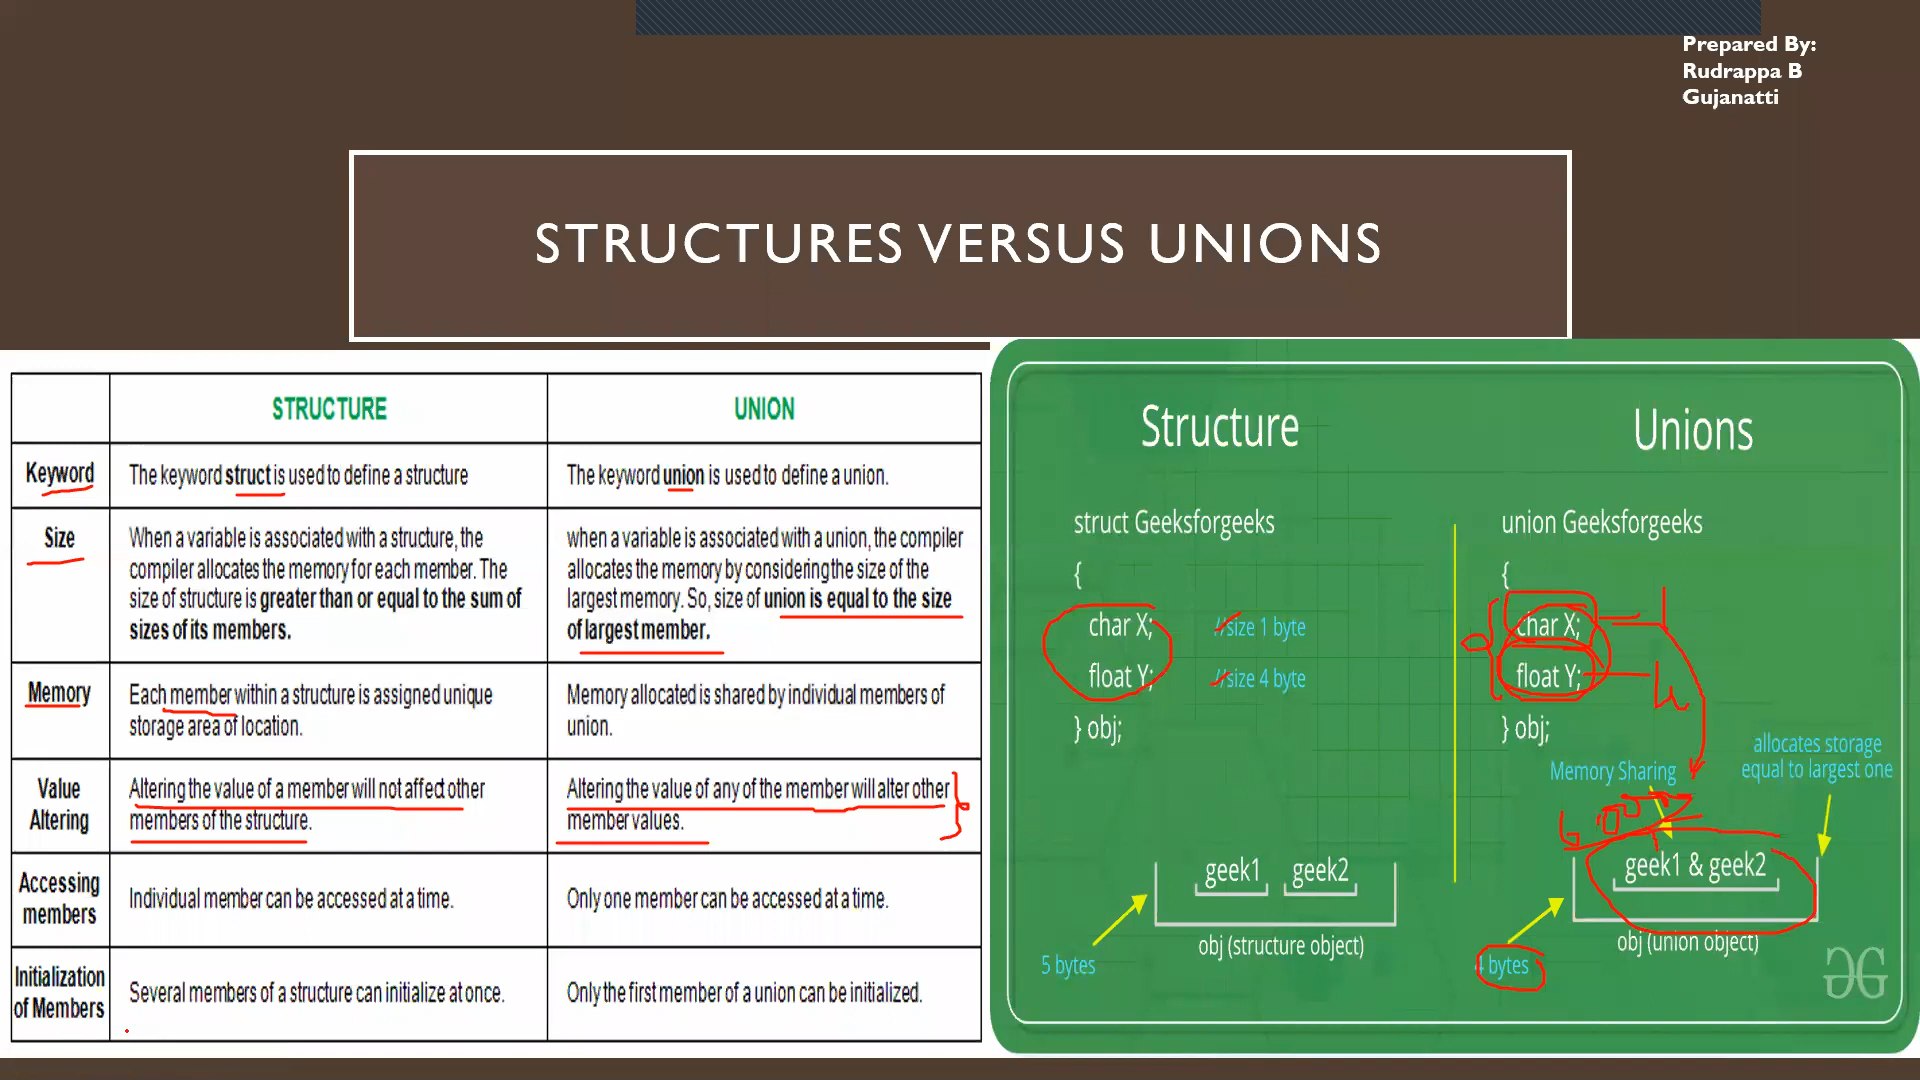 Prepared By:
Rudrappa B
Gujanatti
STRUCTURES VERSUS UNIONS
STRUCTURE
UNION
Keyword
The keyword struct is used to define a structure
The keyword union is used to define a union.
Size
When a variable is associated with a structure, the
compiler allocates the memory for each member. The
size of structure is greater than or equal to the sum of
sizes of its members.
when a variable is associated with a union, the compiler
allocates the memory by considering the size of the
largest memory. So, size of union is equal to the size
of largest member.
Memory
Each member within a structure is assigned unique
storage area of location.
Memory allocated is shared by individual members of
union.
Value
Altering
Altering the value of a member will not affect other
members of the structure.
Altering the value of any of the member will alter other
member values.
Accessing
members
Individual member can be accessed at a time.
Only one member can be accessed at a time.
Initialization
of Members
Several members of a structure can initialize at once.
Only the first member of a union can be initialized.
Structure
struct Geeksforgeeks
{
char X; //size 1 byte
float Y; //size 4 byte
} obj;
geek1 geek2
obj (structure object)
5 bytes
Unions
union Geeksforgeeks
{
char X; 1
float Y; 4
} obj;
allocates storage
equal to largest one
Memory Sharing
geek1 & geek2
obj (union object)
4 bytes